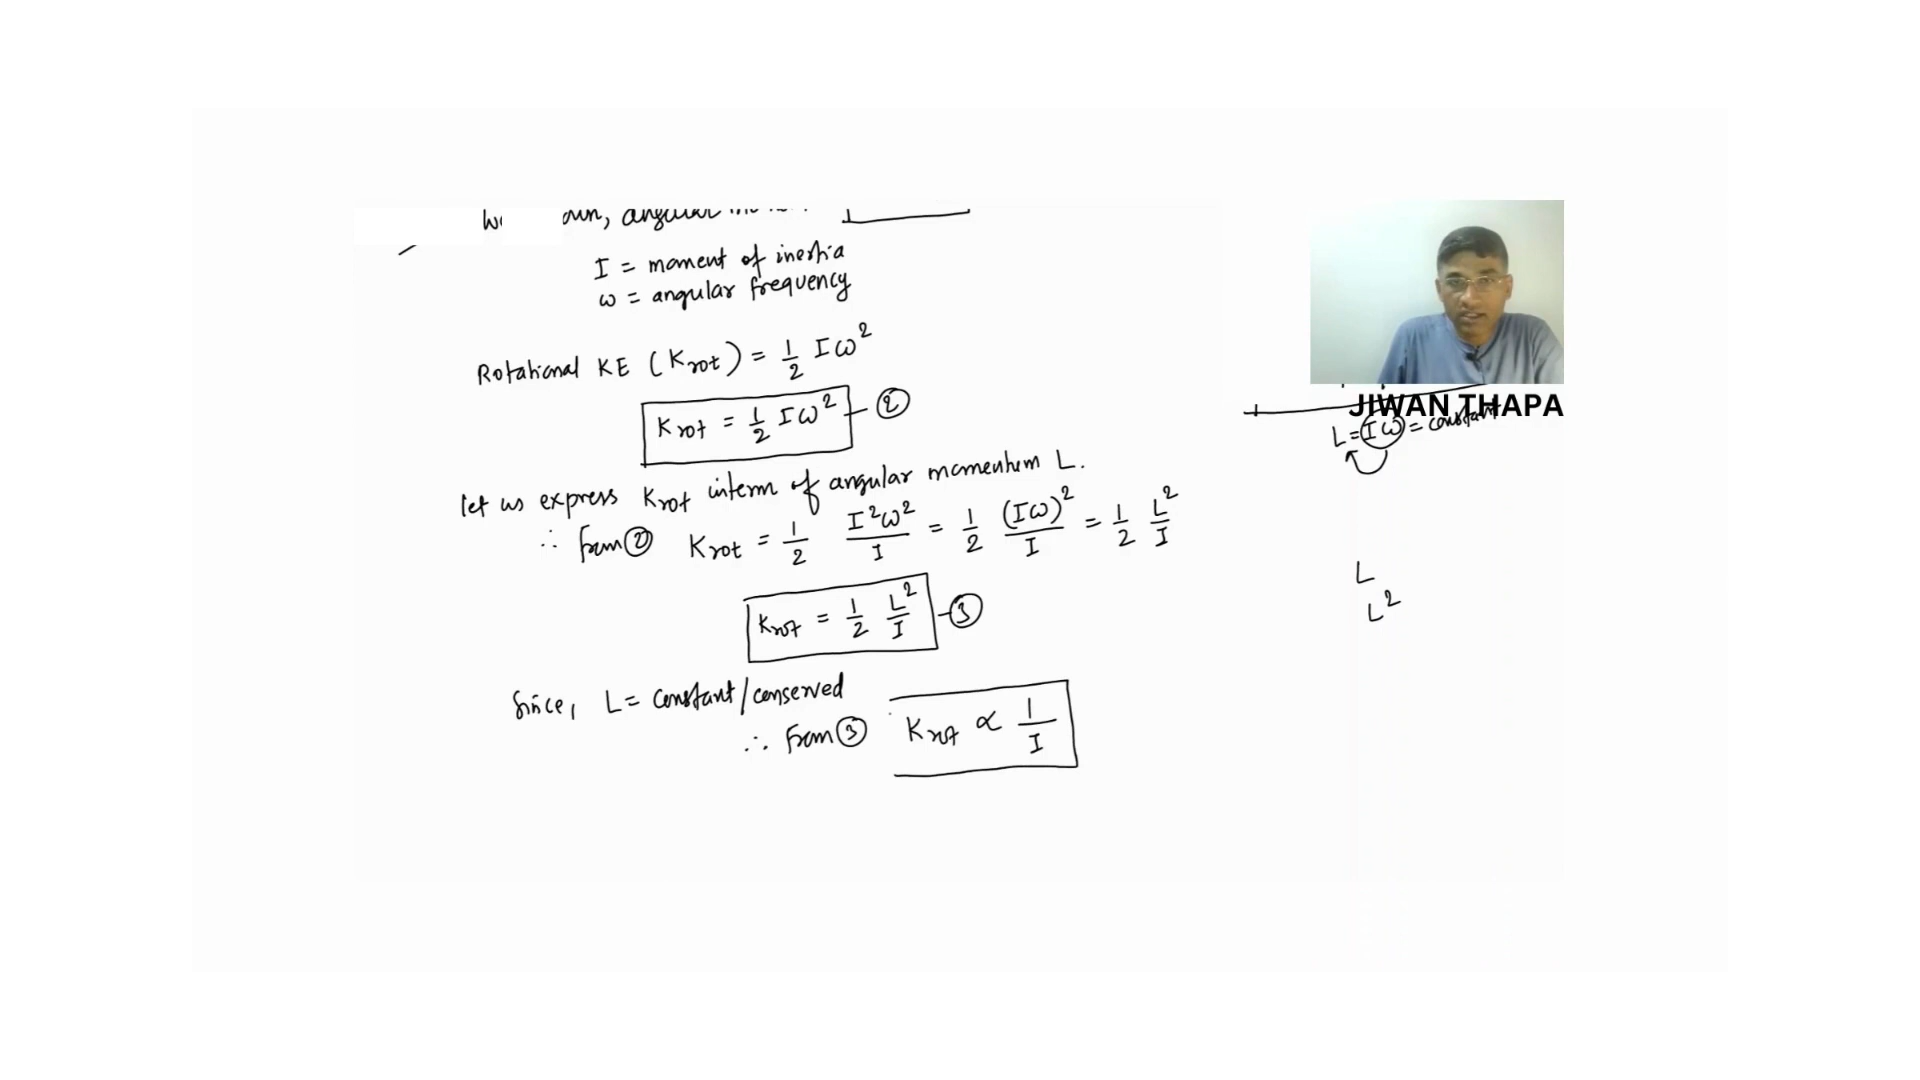 angular
I = moment of inertia
ω = angular frequency
Rotational KE (Krot) = 1/2 Iω²
Krot = 1/2 Iω² — ②
let us express Krot interm of angular momentum L.
∴ from ② Krot = 1/2 I²ω²/I = 1/2 (Iω)²/I = 1/2 L²/I
Krot = 1/2 L²/I — ③
Since, L = constant/conserved
∴ from ③ Krot ∝ 1/I
JIWAN THAPA
L = Iω = constant
L
L²